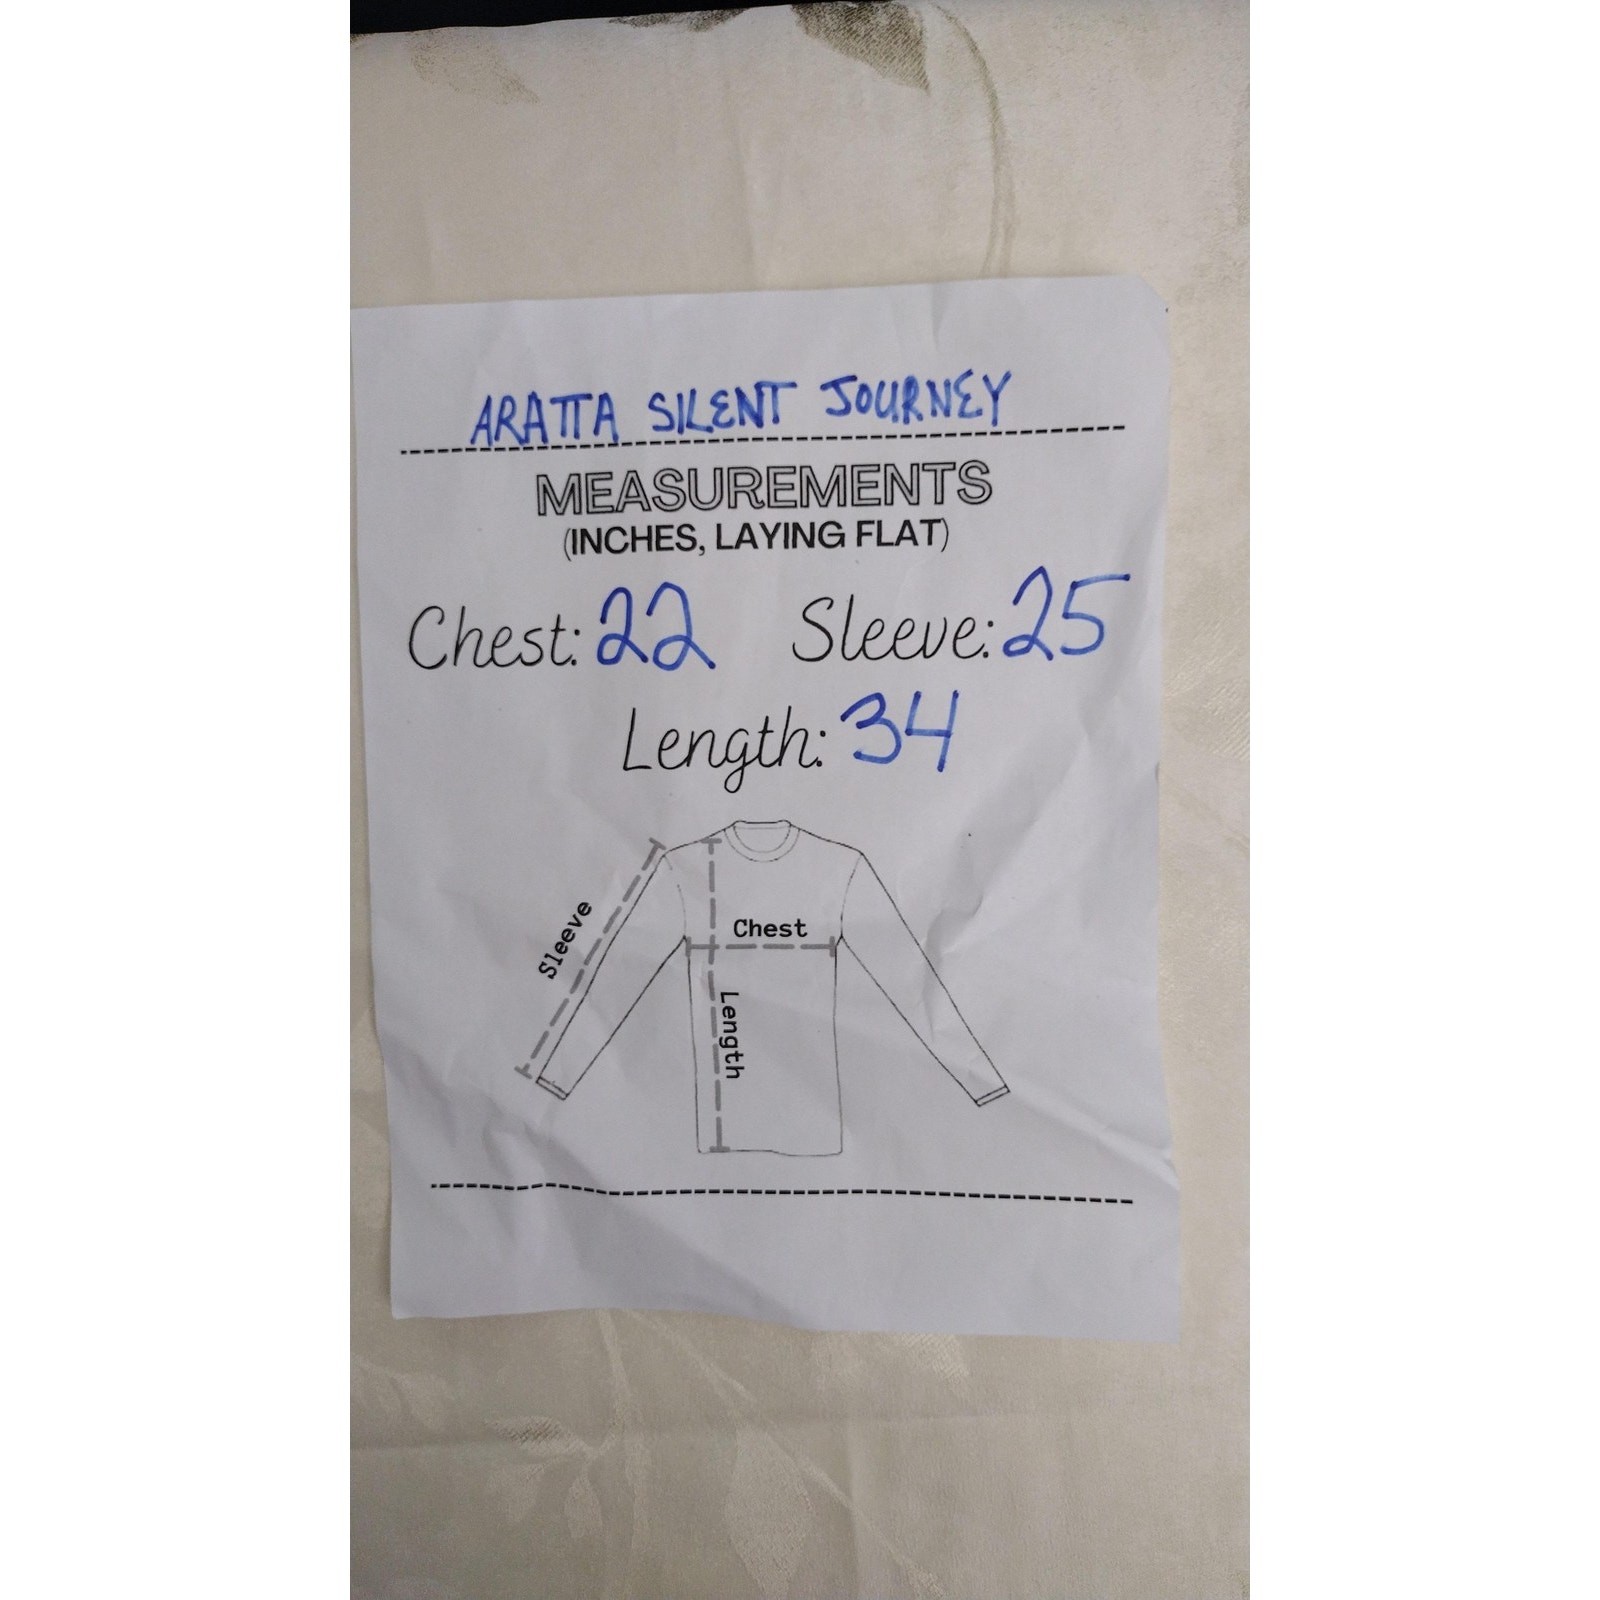 ARATTA SILENT JOURNEY
MEASUREMENTS
(INCHES, LAYING FLAT)
Chest: 22 Sleeve: 25
Length: 34
Sleeve
Chest
Length